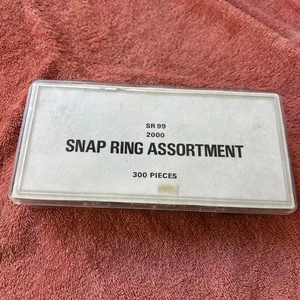 SR 99
2000
SNAP RING ASSORTMENT
300 PIECES